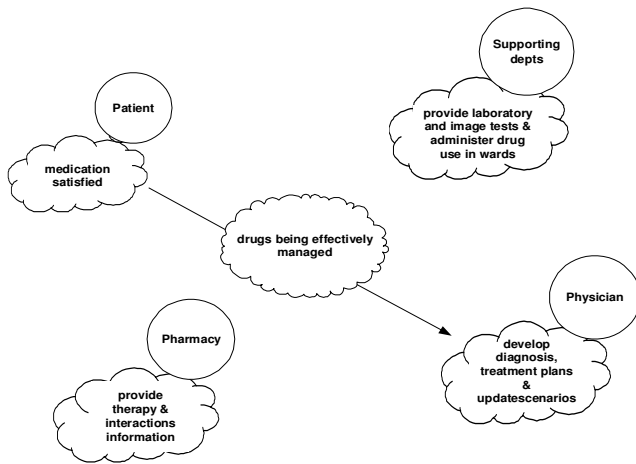 Supporting
depts
Patient
provide laboratory
and image tests &
administer drug
use in wards
medication
satisfied
drugs being effectively
managed
Physician
Pharmacy
develop
diagnosis,
treatment plans
&
updatescenarios
provide
therapy &
interactions
information